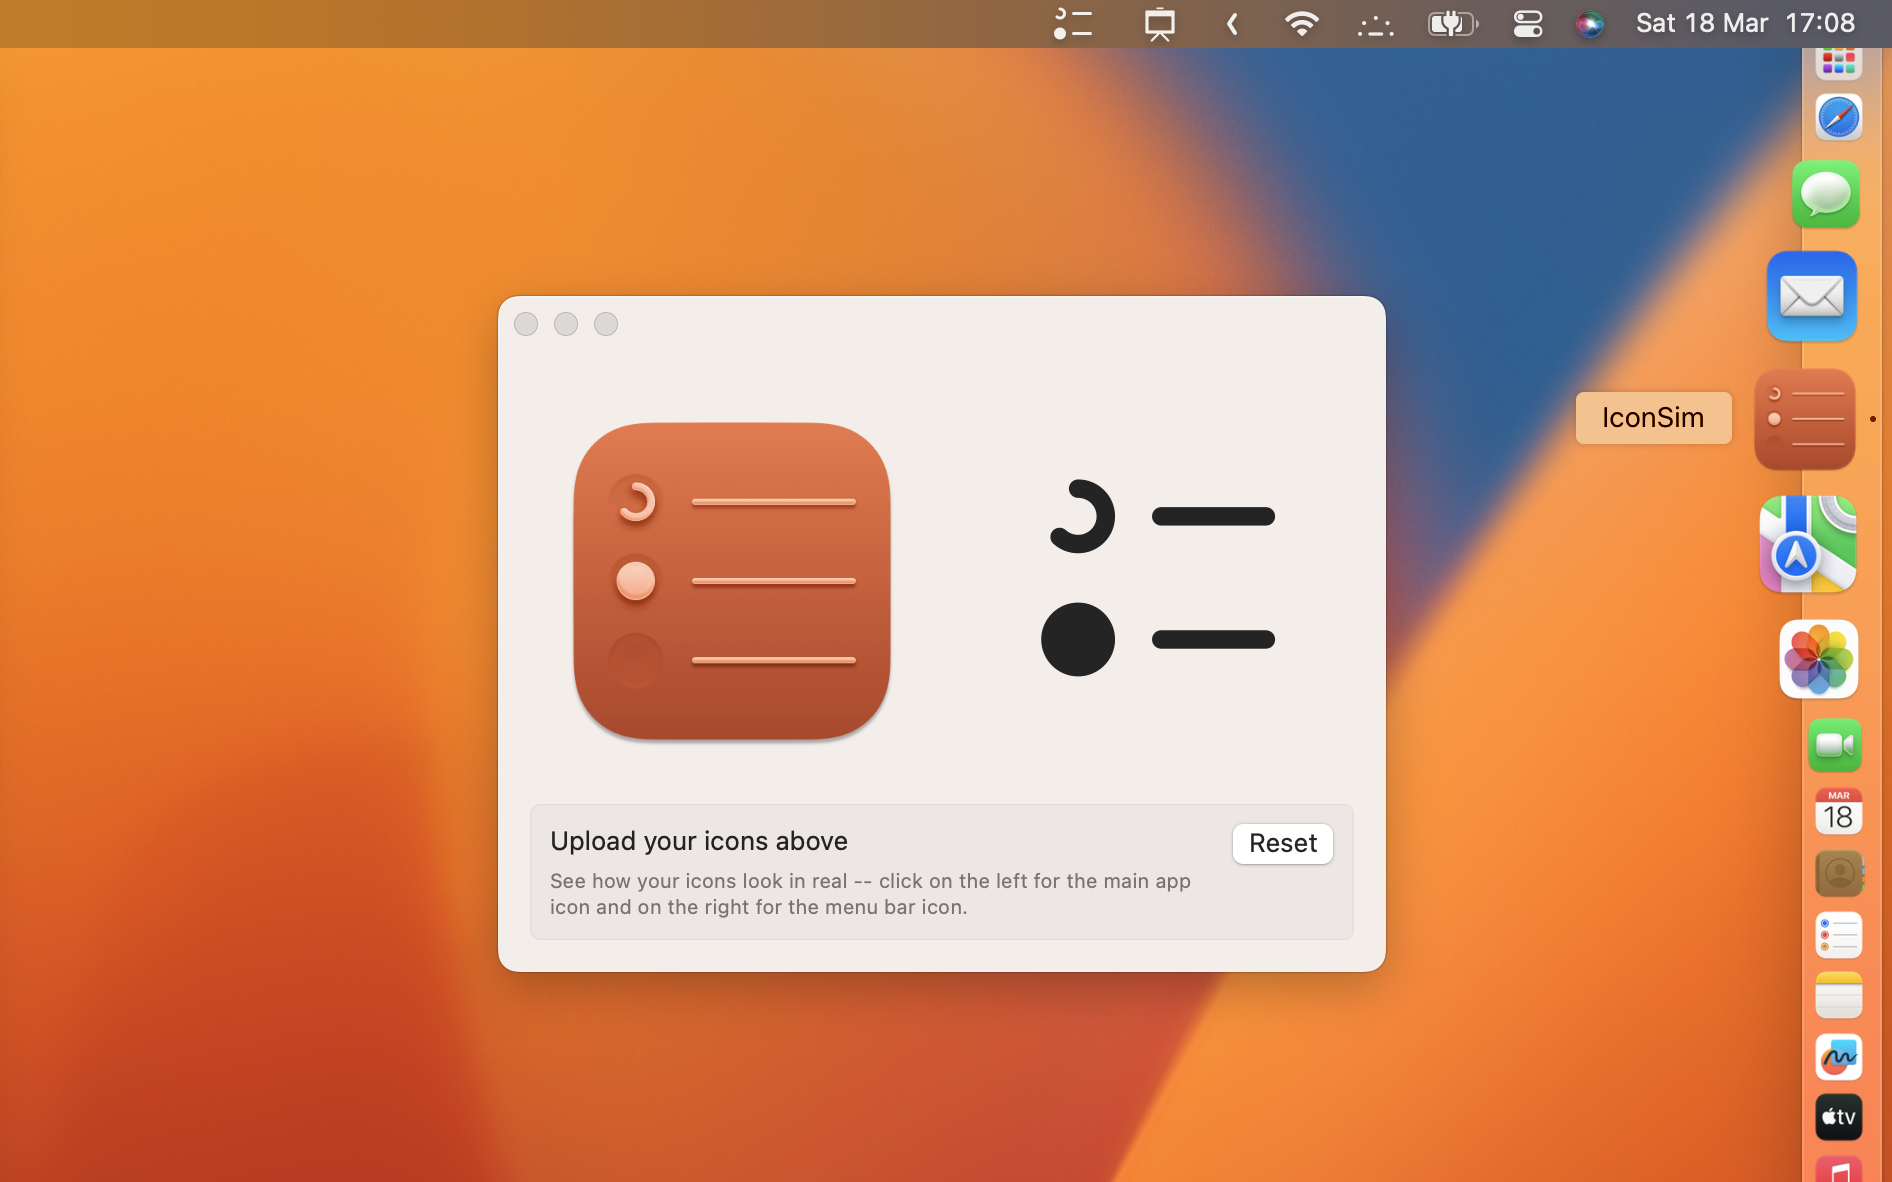 Sat 18 Mar 17:08
IconSim
Upload your icons above
Reset
See how your icons look in real -- click on the left for the main app
icon and on the right for the menu bar icon.
MAR
18
tv